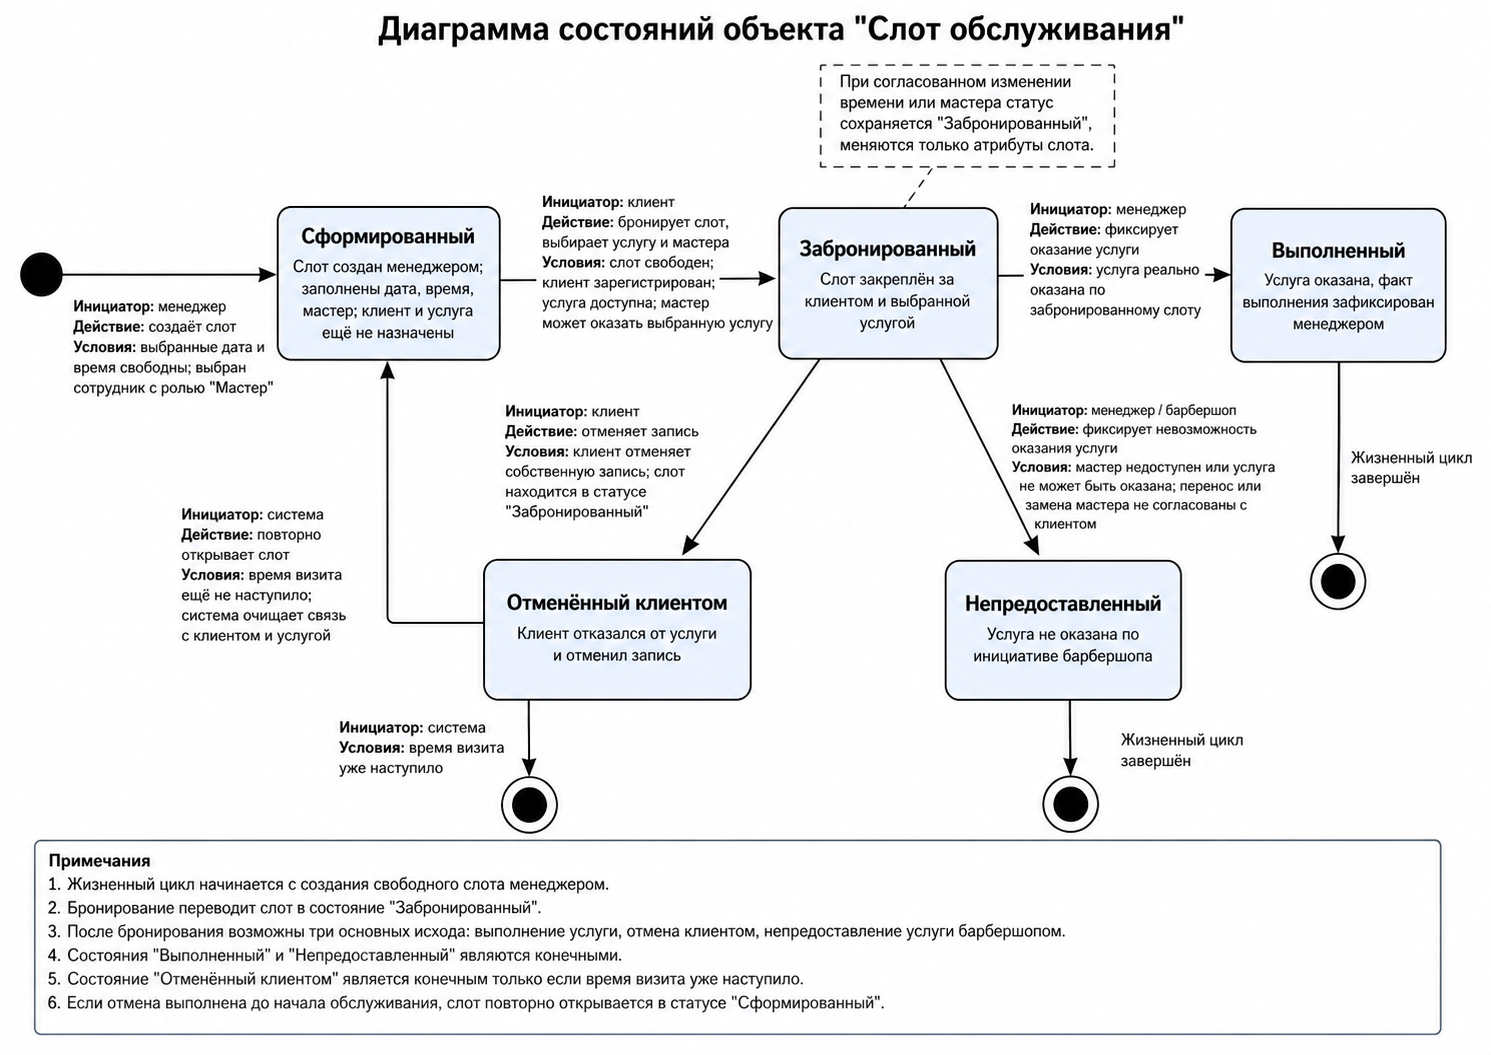 Диаграмма состояний объекта "Слот обслуживания"
При согласованном изменении
времени или мастера статус
сохраняется "Забронированный",
меняются только атрибуты слота.
Инициатор: менеджер
Действие: создаёт слот
Условия: выбранные дата и
время свободны; выбран
сотрудник с ролью "Мастер"
Сформированный
Слот создан менеджером;
заполнены дата, время,
мастер; клиент и услуга
ещё не назначены
Инициатор: клиент
Действие: бронирует слот,
выбирает услугу и мастера
Условия: слот свободен;
клиент зарегистрирован;
услуга доступна; мастер
может оказать выбранную услугу
Забронированный
Слот закреплён за
клиентом и выбранной
услугой
Инициатор: менеджер
Действие: фиксирует
оказание услуги
Условия: услуга реально
оказана по
забронированному слоту
Выполненный
Услуга оказана, факт
выполнения зафиксирован
менеджером
Инициатор: клиент
Действие: отменяет запись
Условия: клиент отменяет
собственную запись; слот
находится в статусе
"Забронированный"
Инициатор: менеджер / барбершоп
Действие: фиксирует невозможность
оказания услуги
Условия: мастер недоступен или услуга
не может быть оказана; перенос или
замена мастера не согласованы с
клиентом
Жизненный цикл
завершён
Инициатор: система
Действие: повторно
открывает слот
Условия: время визита
ещё не наступило;
система очищает связь
с клиентом и услугой
Отменённый клиентом
Клиент отказался от услуги
и отменил запись
Непредоставленный
Услуга не оказана по
инициативе барбершопа
Инициатор: система
Условия: время визита
уже наступило
Жизненный цикл
завершён
Примечания
1. Жизненный цикл начинается с создания свободного слота менеджером.
2. Бронирование переводит слот в состояние "Забронированный".
3. После бронирования возможны три основных исхода: выполнение услуги, отмена клиентом, непредоставление услуги барбершопом.
4. Состояния "Выполненный" и "Непредоставленный" являются конечными.
5. Состояние "Отменённый клиентом" является конечным только если время визита уже наступило.
6. Если отмена выполнена до начала обслуживания, слот повторно открывается в статусе "Сформированный".